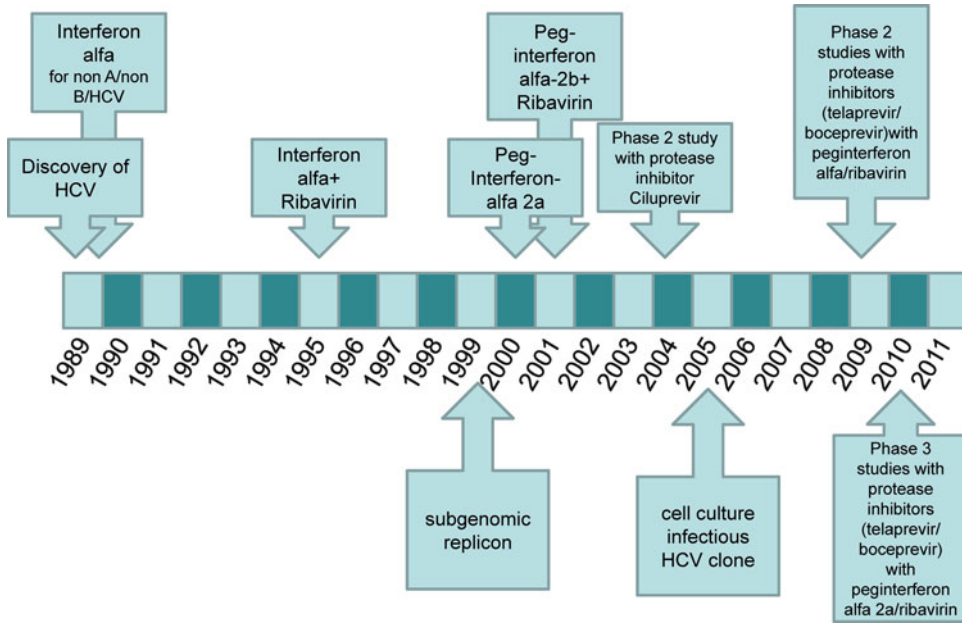 Interferon
alfa
for non A/non
B/HCV
Discovery of
HCV
Interferon
alfa+
Ribavirin
Peg-
interferon
alfa-2b+
Ribavirin
Peg-
Interferon-
alfa 2a
Phase 2 study
with protease
inhibitor
Ciluprevir
Phase 2
studies with
protease
inhibitors
(telaprevir/
boceprevir)with
peginterferon
alfa/ribavirin
1989
1990
1991
1992
1993
1994
1995
1996
1997
1998
1999
2000
2001
2002
2003
2004
2005
2006
2007
2008
2009
2010
2011
subgenomic
replicon
cell culture
infectious
HCV clone
Phase 3
studies with
protease
inhibitors
(telaprevir/
boceprevir)
with
peginterferon
alfa 2a/ribavirin